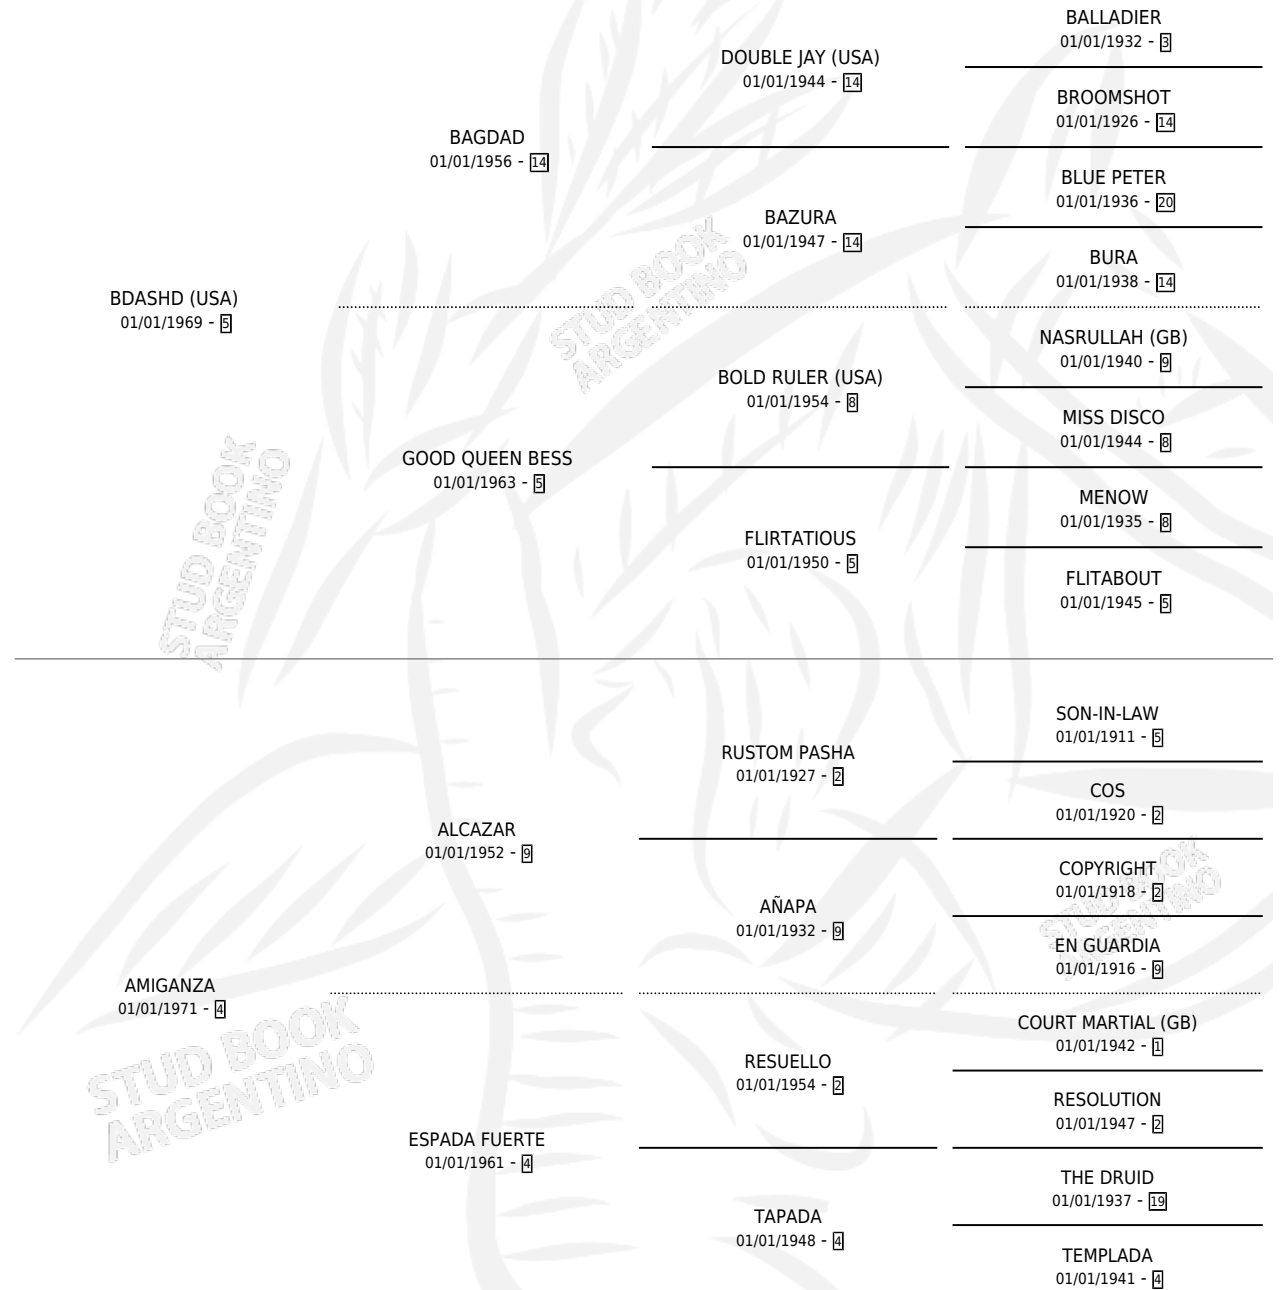 BALLADIER
01/01/1932 - 3
DOUBLE JAY (USA)
01/01/1944 - 14
BROOMSHOT
01/01/1926 - 14
BAGDAD
01/01/1956 - 14
BLUE PETER
01/01/1936 - 20
BAZURA
01/01/1947 - 14
BURA
01/01/1938 - 14
BDASHD (USA)
01/01/1969 - 5
NASRULLAH (GB)
01/01/1940 - 9
BOLD RULER (USA)
01/01/1954 - 8
MISS DISCO
01/01/1944 - 8
GOOD QUEEN BESS
01/01/1963 - 5
MENOW
01/01/1935 - 8
FLIRTATIOUS
01/01/1950 - 5
FLITABOUT
01/01/1945 - 5
SON-IN-LAW
01/01/1911 - 5
RUSTOM PASHA
01/01/1927 - 2
COS
01/01/1920 - 2
ALCAZAR
01/01/1952 - 9
COPYRIGHT
01/01/1918 - 2
AÑAPA
01/01/1932 - 9
EN GUARDIA
01/01/1916 - 9
AMIGANZA
01/01/1971 - 4
COURT MARTIAL (GB)
01/01/1942 - 1
RESUELLO
01/01/1954 - 2
RESOLUTION
01/01/1947 - 2
ESPADA FUERTE
01/01/1961 - 4
THE DRUID
01/01/1937 - 19
TAPADA
01/01/1948 - 4
TEMPLADA
01/01/1941 - 4
STUD BOOK
ARGENTINO
STUD BOOK
ARGENTINO
STUD BOOK
ARGENTINO
STUD BOOK
ARGENTINO